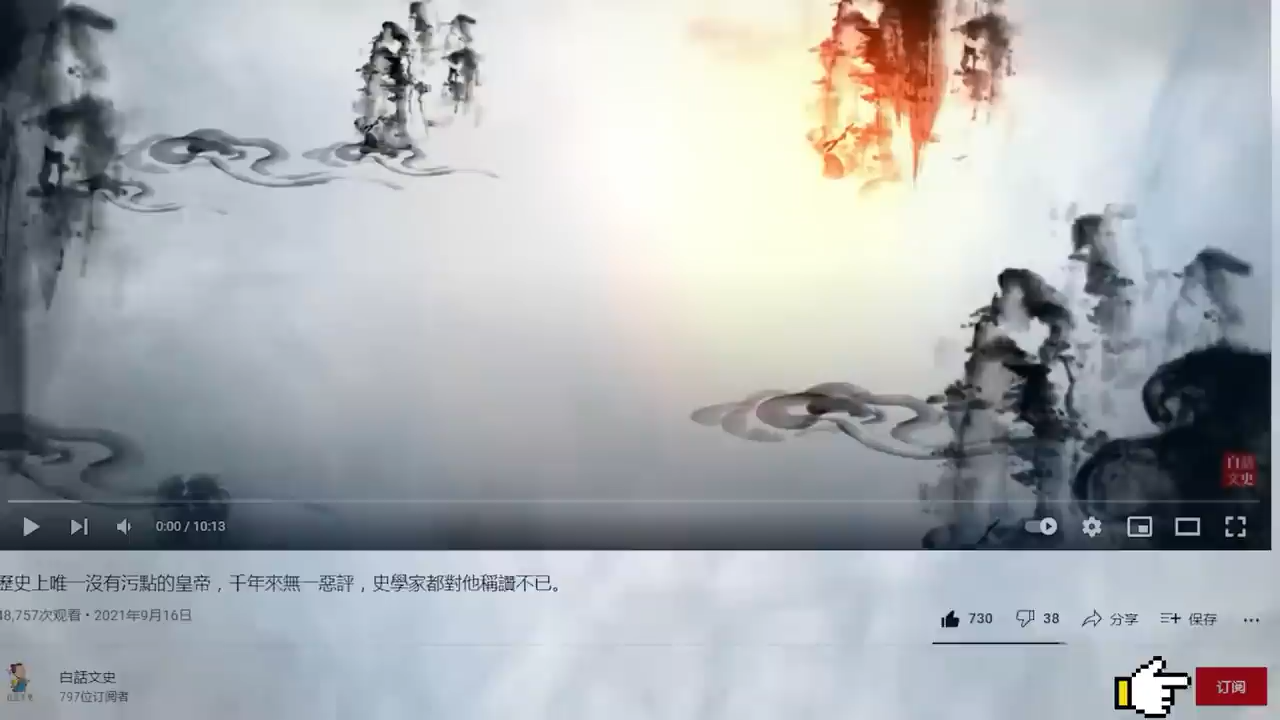 白話
文史
0:00 / 10:13
歷史上唯一沒有污點的皇帝，千年來無一惡評，史學家都對他稱讚不已。
48,757次观看 • 2021年9月16日
730
38
分享
保存
白話文史
797位订阅者
订阅